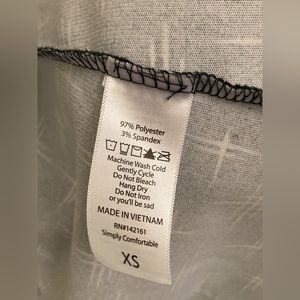 97% Polyester
3% Spandex
Machine Wash Cold
Gently Cycle
Do Not Bleach
Hang Dry
Do Not Iron
or you'll be sad
MADE IN VIETNAM
RN#142161
Simply Comfortable
XS